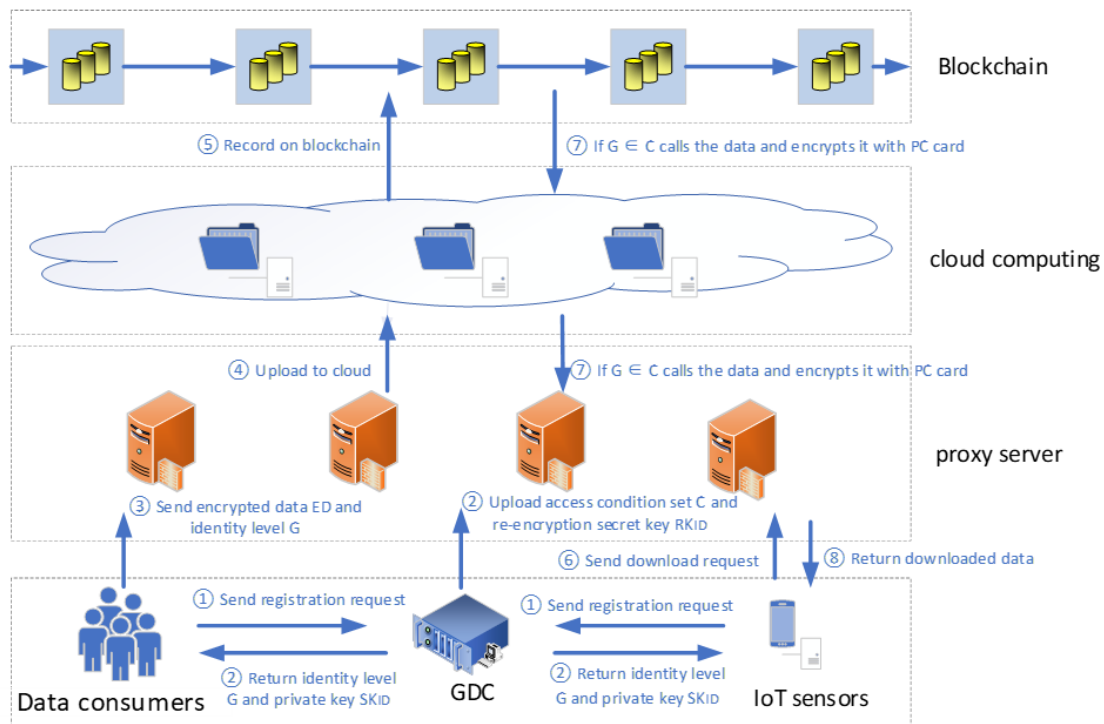 Blockchain
⑤ Record on blockchain
⑦ If G ∈ C calls the data and encrypts it with PC card
cloud computing
④ Upload to cloud
⑦ If G ∈ C calls the data and encrypts it with PC card
proxy server
③ Send encrypted data ED and
identity level G
② Upload access condition set C and
re-encryption secret key RKID
⑥ Send download request
⑧ Return downloaded data
① Send registration request
① Send registration request
② Return identity level
G and private key SKID
② Return identity level
G and private key SKID
Data consumers
GDC
IoT sensors